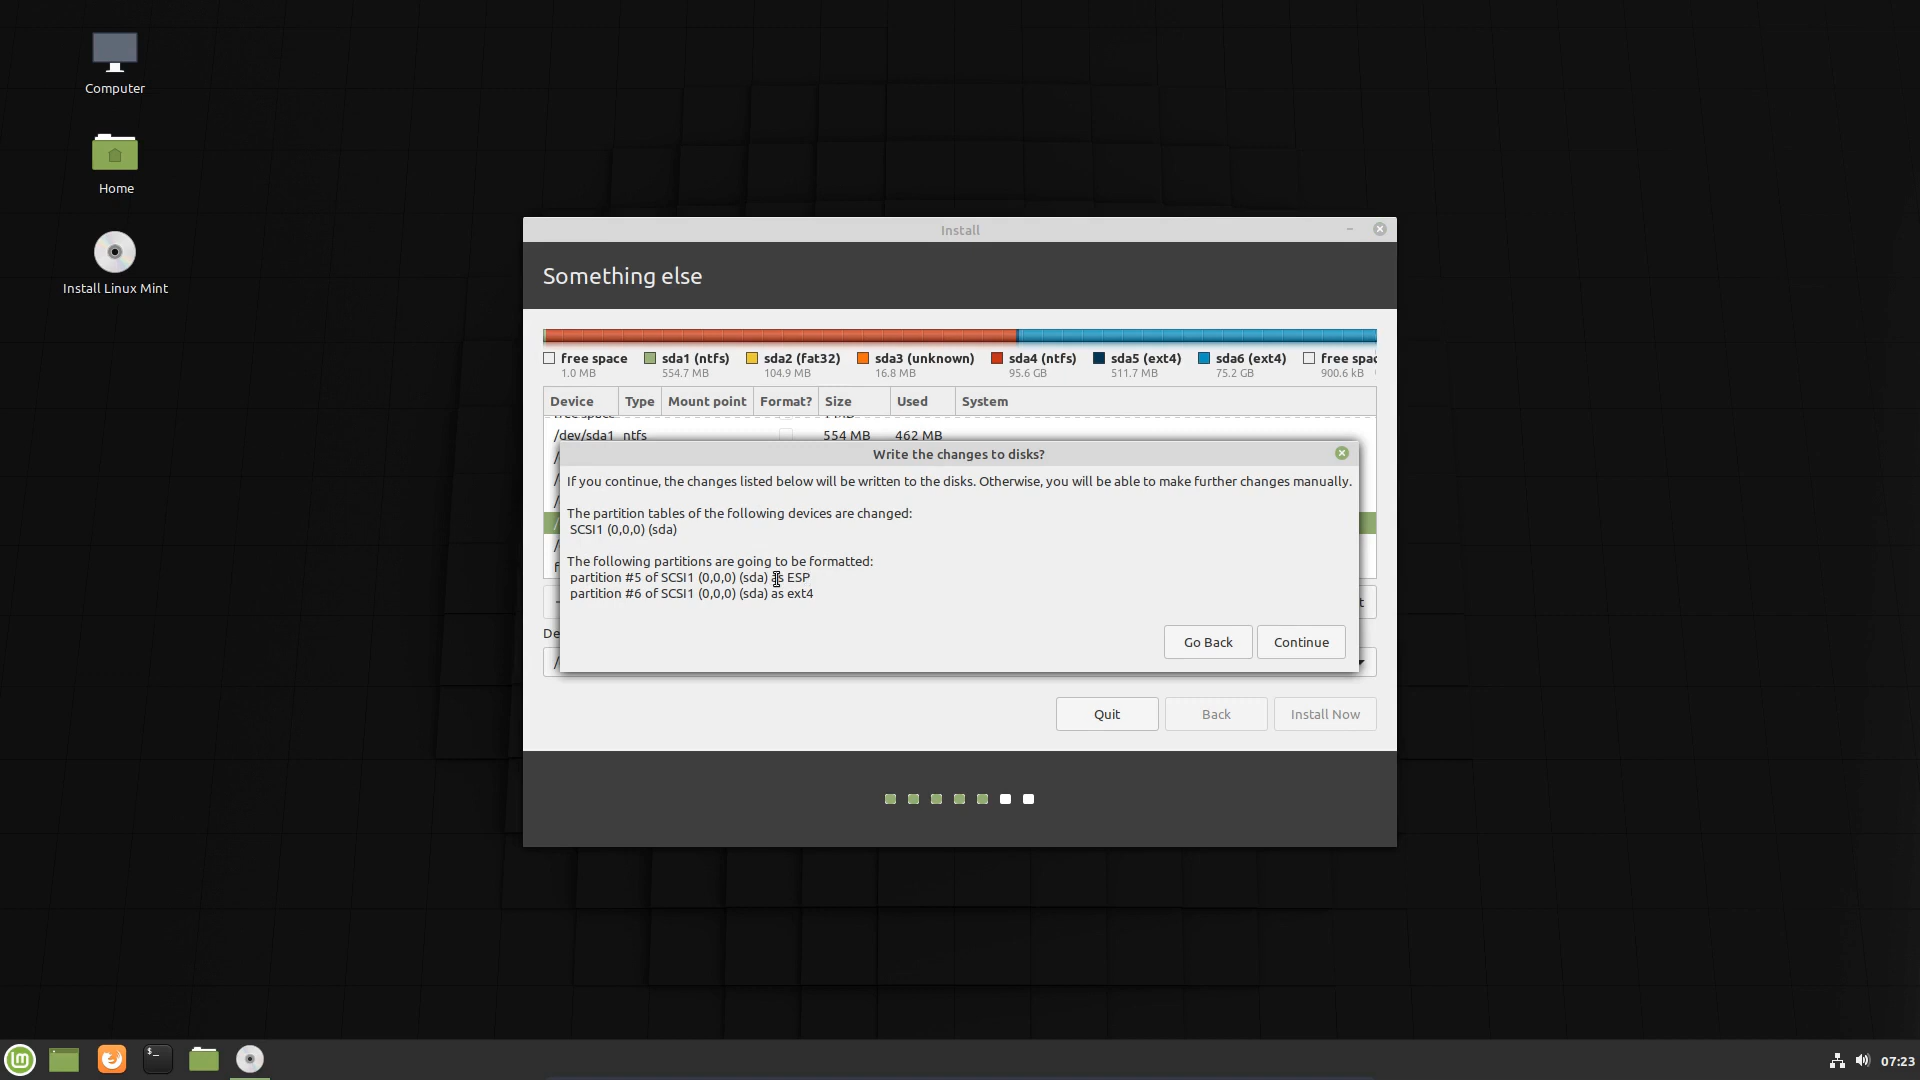 Computer
Home
Install Linux Mint
Install
Something else
free space
sda1 (ntfs)
sda2 (fat32)
sda3 (unknown)
sda4 (ntfs)
sda5 (ext4)
sda6 (ext4)
free spac
1.0 MB
554.7 MB
104.9 MB
16.8 MB
95.6 GB
511.7 MB
75.2 GB
900.6 kB
Device Type Mount point Format? Size Used System
/dev/sda1 ntfs 554 MB 462 MB
Write the changes to disks?
If you continue, the changes listed below will be written to the disks. Otherwise, you will be able to make further changes manually.
The partition tables of the following devices are changed:
SCSI1 (0,0,0) (sda)
The following partitions are going to be formatted:
partition #5 of SCSI1 (0,0,0) (sda) as ESP
partition #6 of SCSI1 (0,0,0) (sda) as ext4
Go Back
Continue
De
Quit
Back
Install Now
07:23